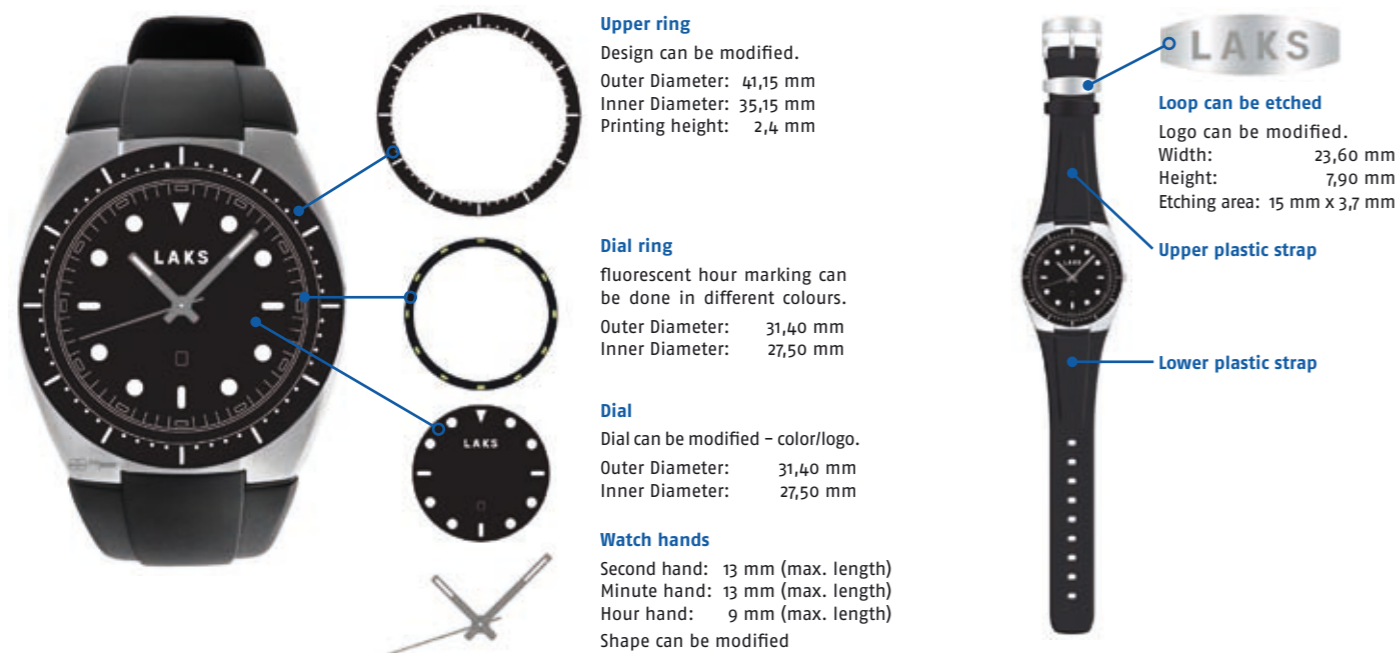 LAKS
Upper ring
Design can be modified.
Outer Diameter: 41,15 mm
Inner Diameter: 35,15 mm
Printing height: 2,4 mm
Dial ring
fluorescent hour marking can
be done in different colours.
Outer Diameter: 31,40 mm
Inner Diameter: 27,50 mm
LAKS
Dial
Dial can be modified – color/logo.
Outer Diameter: 31,40 mm
Inner Diameter: 27,50 mm
Watch hands
Second hand: 13 mm (max. length)
Minute hand: 13 mm (max. length)
Hour hand: 9 mm (max. length)
Shape can be modified
LAKS
LAKS
Loop can be etched
Logo can be modified.
Width: 23,60 mm
Height: 7,90 mm
Etching area: 15 mm x 3,7 mm
Upper plastic strap
Lower plastic strap